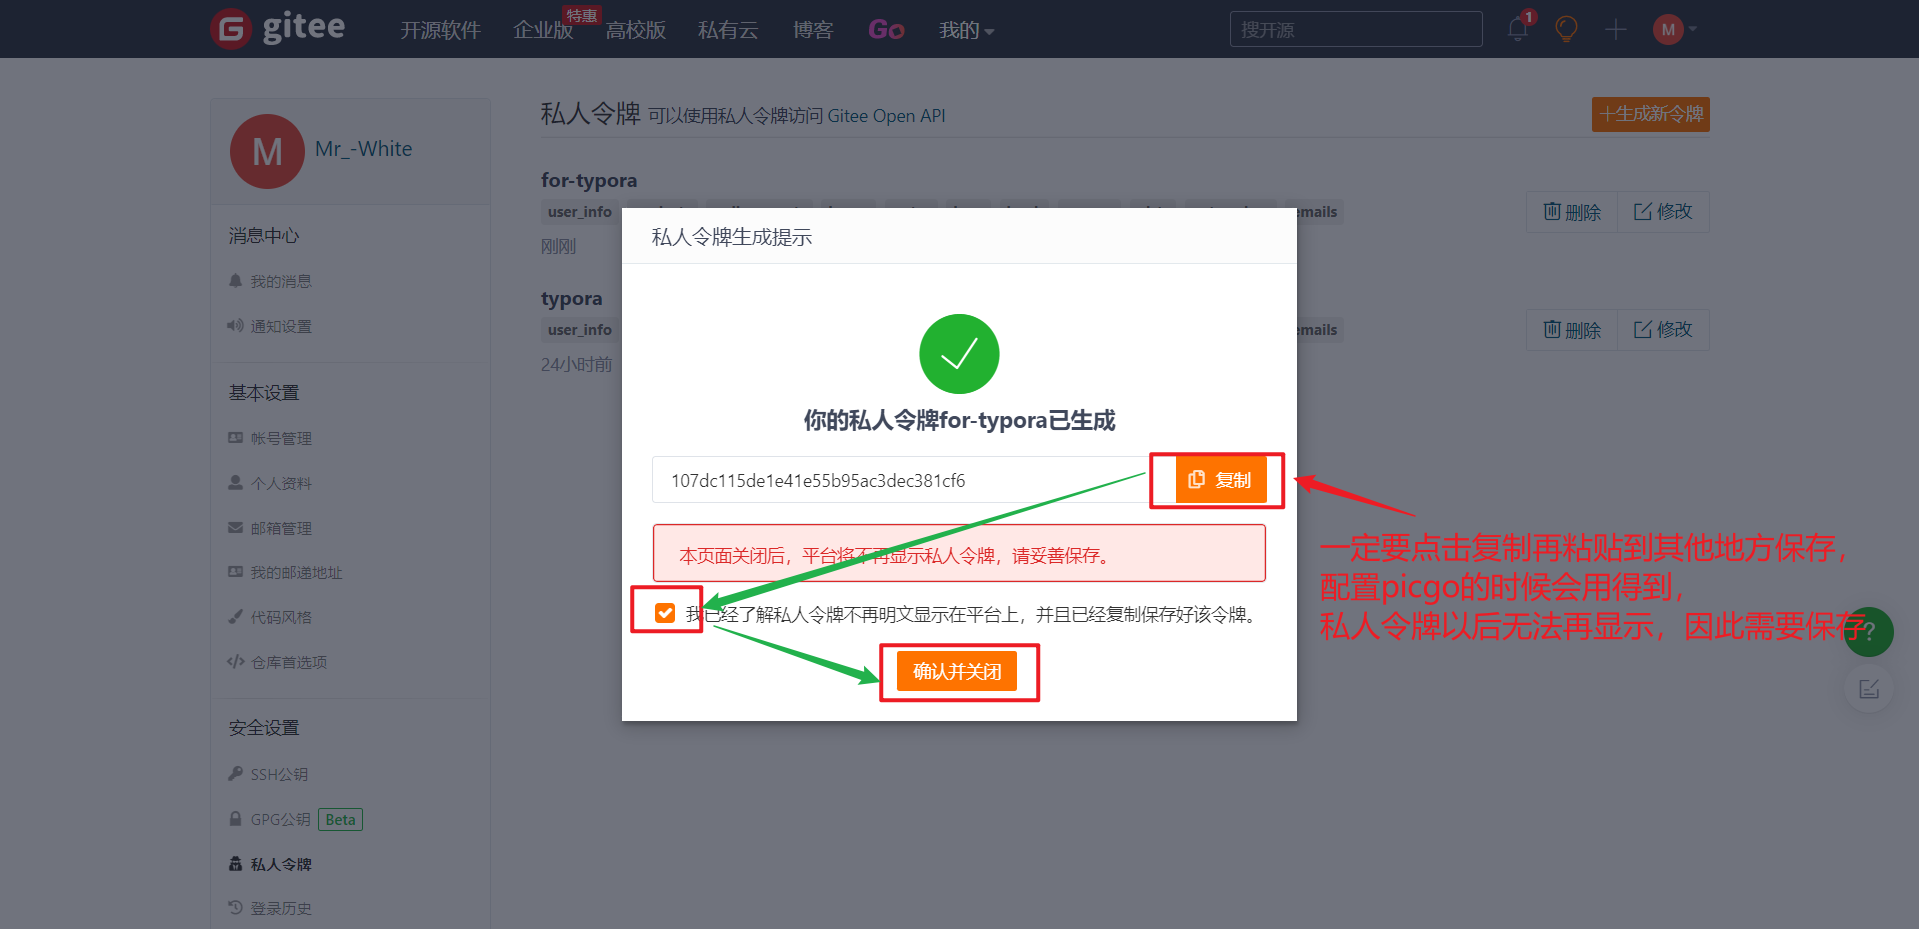 gitee
开源软件
企业版
特惠
高校版
私有云
博客
Go
我的
搜开源
1
M
M
Mr_-White
消息中心
我的消息
通知设置
基本设置
帐号管理
个人资料
邮箱管理
我的邮递地址
代码风格
仓库首选项
安全设置
SSH公钥
GPG公钥 Beta
私人令牌
登录历史
私人令牌 可以使用私人令牌访问 Gitee Open API
生成新令牌
for-typora
user_info
emails
刚刚
删除
修改
typora
user_info
emails
24小时前
删除
修改
私人令牌生成提示
你的私人令牌for-typora已生成
107dc115de1e41e55b95ac3dec381cf6
复制
本页面关闭后，平台将不再显示私人令牌，请妥善保存。
我已经了解私人令牌不再明文显示在平台上，并且已经复制保存好该令牌。
确认并关闭
一定要点击复制再粘贴到其他地方保存，
配置picgo的时候会用得到，
私人令牌以后无法再显示，因此需要保存
?